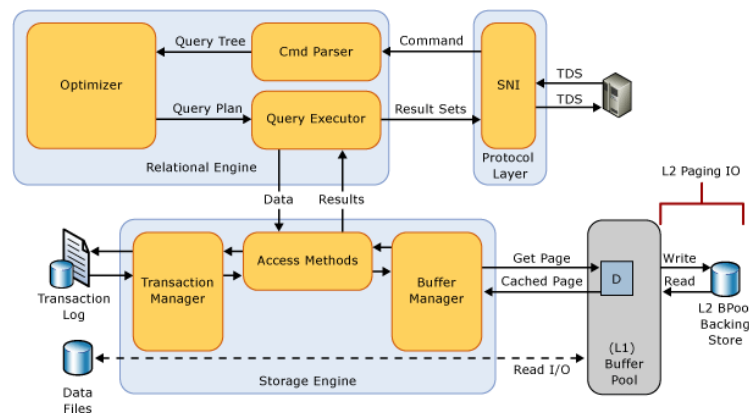 Query Tree
Cmd Parser
Command
Optimizer
SNI
TDS
TDS
Query Plan
Query Executor
Result Sets
Relational Engine
Protocol
Layer
L2 Paging IO
Data
Results
Transaction
Log
Transaction
Manager
Access Methods
Buffer
Manager
Get Page
Cached Page
D
Write
Read
L2 BPoo
Backing
Store
(L1)
Buffer
Pool
Read I/O
Data
Files
Storage Engine